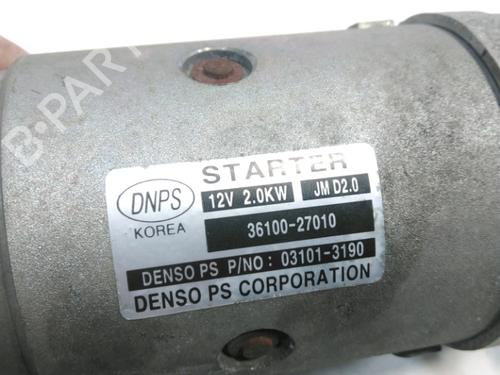 B-PARTS
STARTER
DNPS
12V 2.0KW
JM D2.0
KOREA
36100-27010
DENSO PS P/NO : 03101-3190
DENSO PS CORPORATION